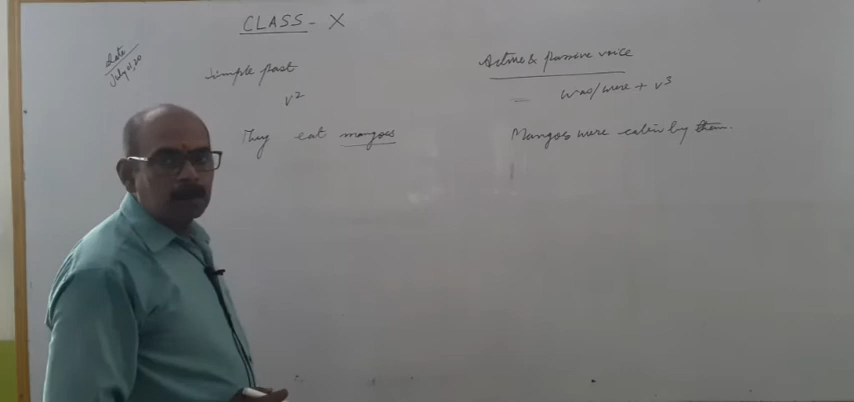 CLASS - X
Date
July 01, 20
Simple past
V²
They eat mangoes
Active & passive voice
was/were + V³
Mangoes were eaten by them.